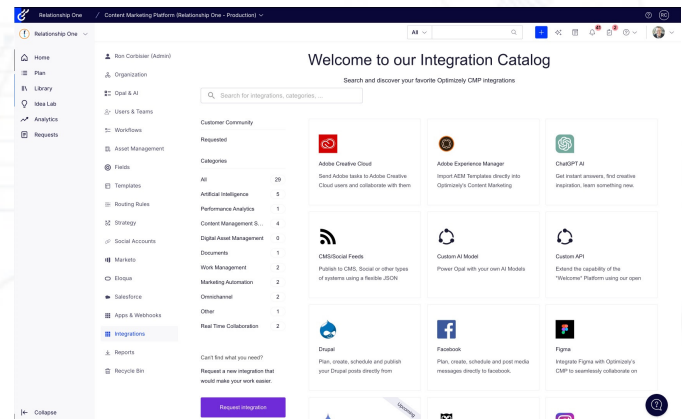 Relationship One / Content Marketing Platform (Relationship One - Production)
RC
Relationship One
All
41
2
Home
Plan
Library
Idea Lab
Analytics
Requests
Collapse
Ron Corbisier (Admin)
Organization
Opal & AI
Users & Teams
Workflows
Asset Management
Fields
Templates
Routing Rules
Strategy
Social Accounts
Marketo
Eloqua
Salesforce
Apps & Webhooks
Integrations
Reports
Recycle Bin
Welcome to our Integration Catalog
Search and discover your favorite Optimizely CMP integrations
Search for integrations, categories, ...
Customer Community
Requested
Categories
All 29
Artificial Intelligence 5
Performance Analytics 1
Content Management S... 4
Digital Asset Management 0
Documents 1
Work Management 2
Marketing Automation 2
Omnichannel 2
Other 1
Real Time Collaboration 2
Can't find what you need?
Request a new integration that
would make your work easier.
Request Integration
Adobe Creative Cloud
Send Adobe tasks to Adobe Creative
Cloud users and collaborate with them
Adobe Experience Manager
Import AEM Templates directly into
Optimizely's Content Marketing
ChatGPT AI
Get instant answers, find creative
inspiration, learn something new.
CMS/Social Feeds
Publish to CMS, Social or other types
of systems using a flexible JSON
Custom AI Model
Power Opal with your own AI Models
Custom API
Extend the capability of the
"Welcome" Platform using our open
Drupal
Plan, create, schedule and publish
your Drupal posts directly from
Facebook
Plan, create, schedule and post media
messages directly to facebook.
Figma
Integrate Figma with Optimizely's
CMP to seamlessly collaborate on
Upcoming